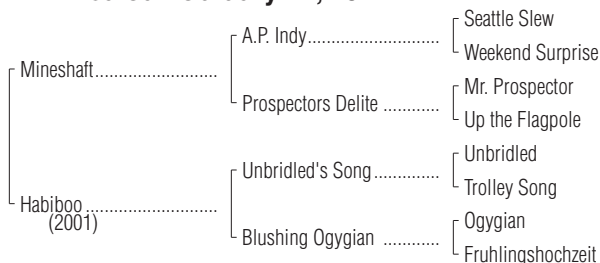 Seattle Slew
A.P. Indy
Weekend Surprise
Mineshaft
Mr. Prospector
Prospectors Delite
Up the Flagpole
Unbridled
Unbridled's Song
Trolley Song
Habiboo
(2001)
Ogygian
Blushing Ogygian
Fruhlingshochzeit